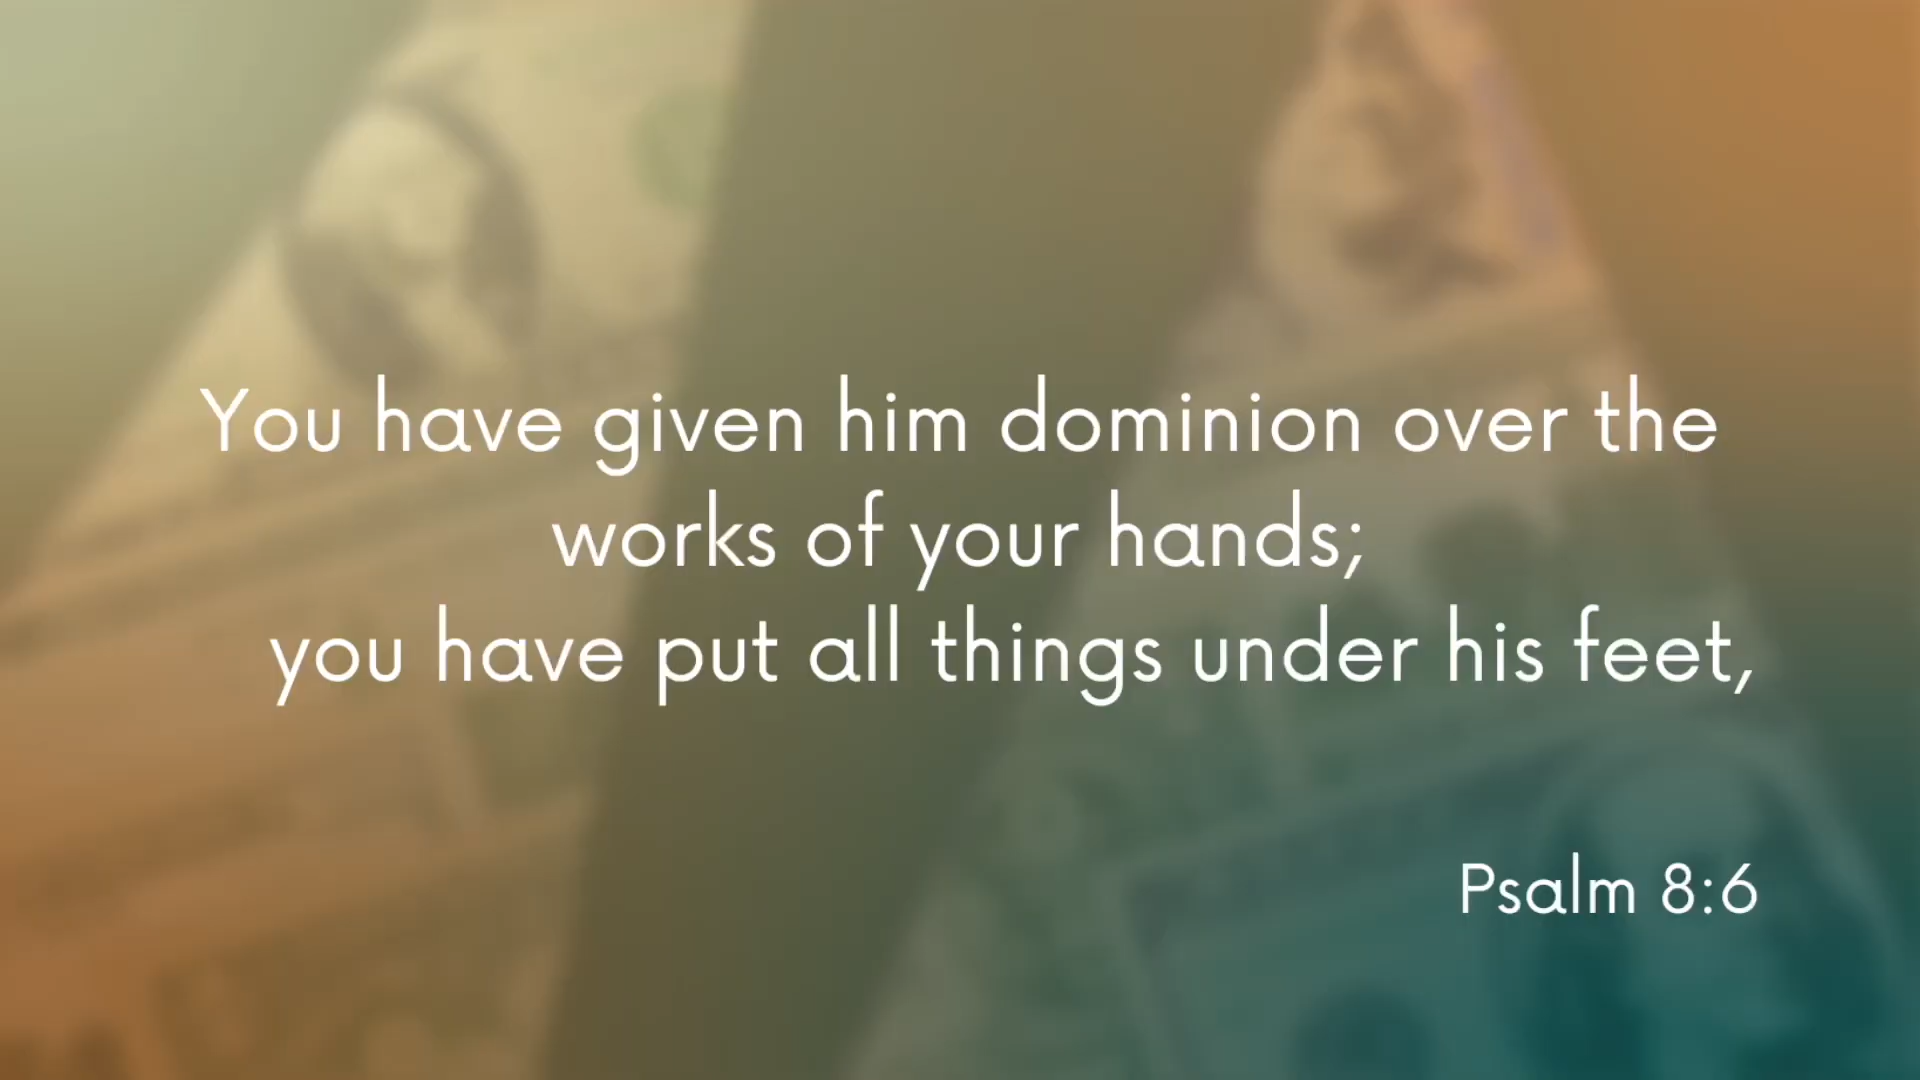 You have given him dominion over the
works of your hands;
you have put all things under his feet,
Psalm 8:6